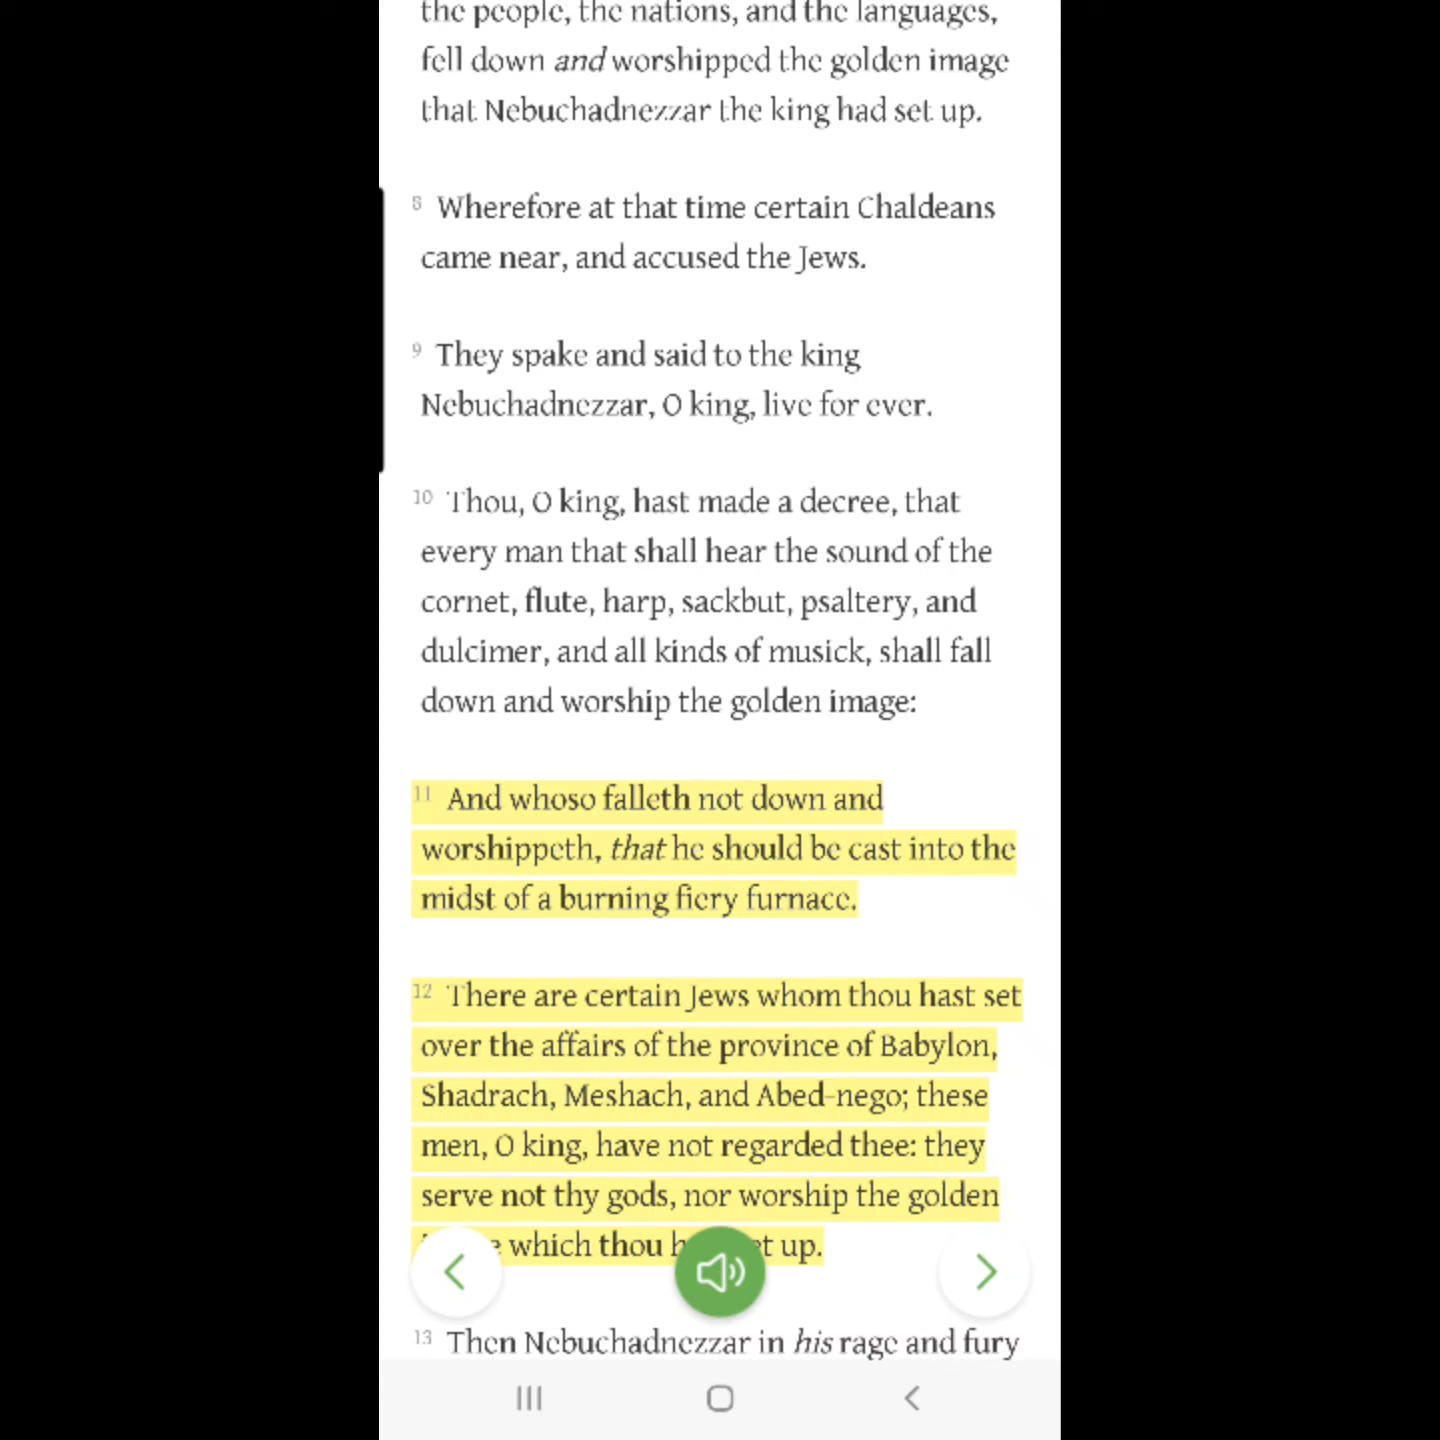 the people, the nations, and the languages,
fell down and worshipped the golden image
that Nebuchadnezzar the king had set up.
8 Wherefore at that time certain Chaldeans
came near, and accused the Jews.
9 They spake and said to the king
Nebuchadnezzar, O king, live for ever.
10 Thou, O king, hast made a decree, that
every man that shall hear the sound of the
cornet, flute, harp, sackbut, psaltery, and
dulcimer, and all kinds of musick, shall fall
down and worship the golden image:
11 And whoso falleth not down and
worshippeth, that he should be cast into the
midst of a burning fiery furnace.
12 There are certain Jews whom thou hast set
over the affairs of the province of Babylon,
Shadrach, Meshach, and Abed-nego; these
men, O king, have not regarded thee: they
serve not thy gods, nor worship the golden
which thou up.
13 Then Nebuchadnezzar in his rage and fury